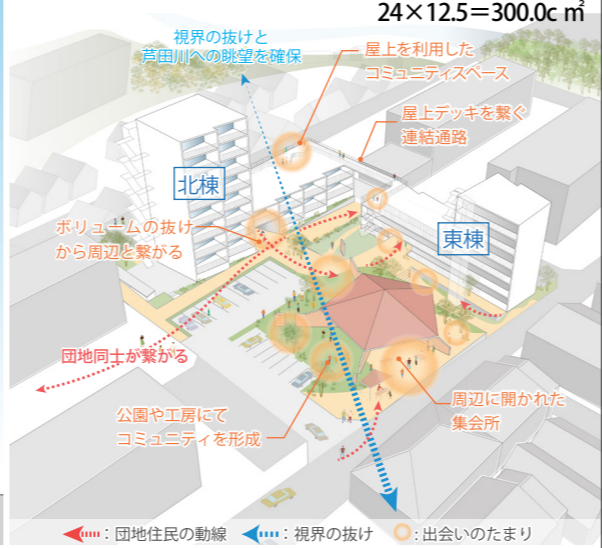 24×12.5＝300.0c㎡
視界の抜けと
芦田川への眺望を確保
屋上を利用した
コミュニティスペース
屋上デッキを繋ぐ
連結通路
北棟
東棟
ボリュームの抜け
から周辺と繋がる
団地同士が繋がる
公園や工房にて
コミュニティを形成
周辺に開かれた
集会所
：団地住民の動線 ：視界の抜け ：出会いのたまり